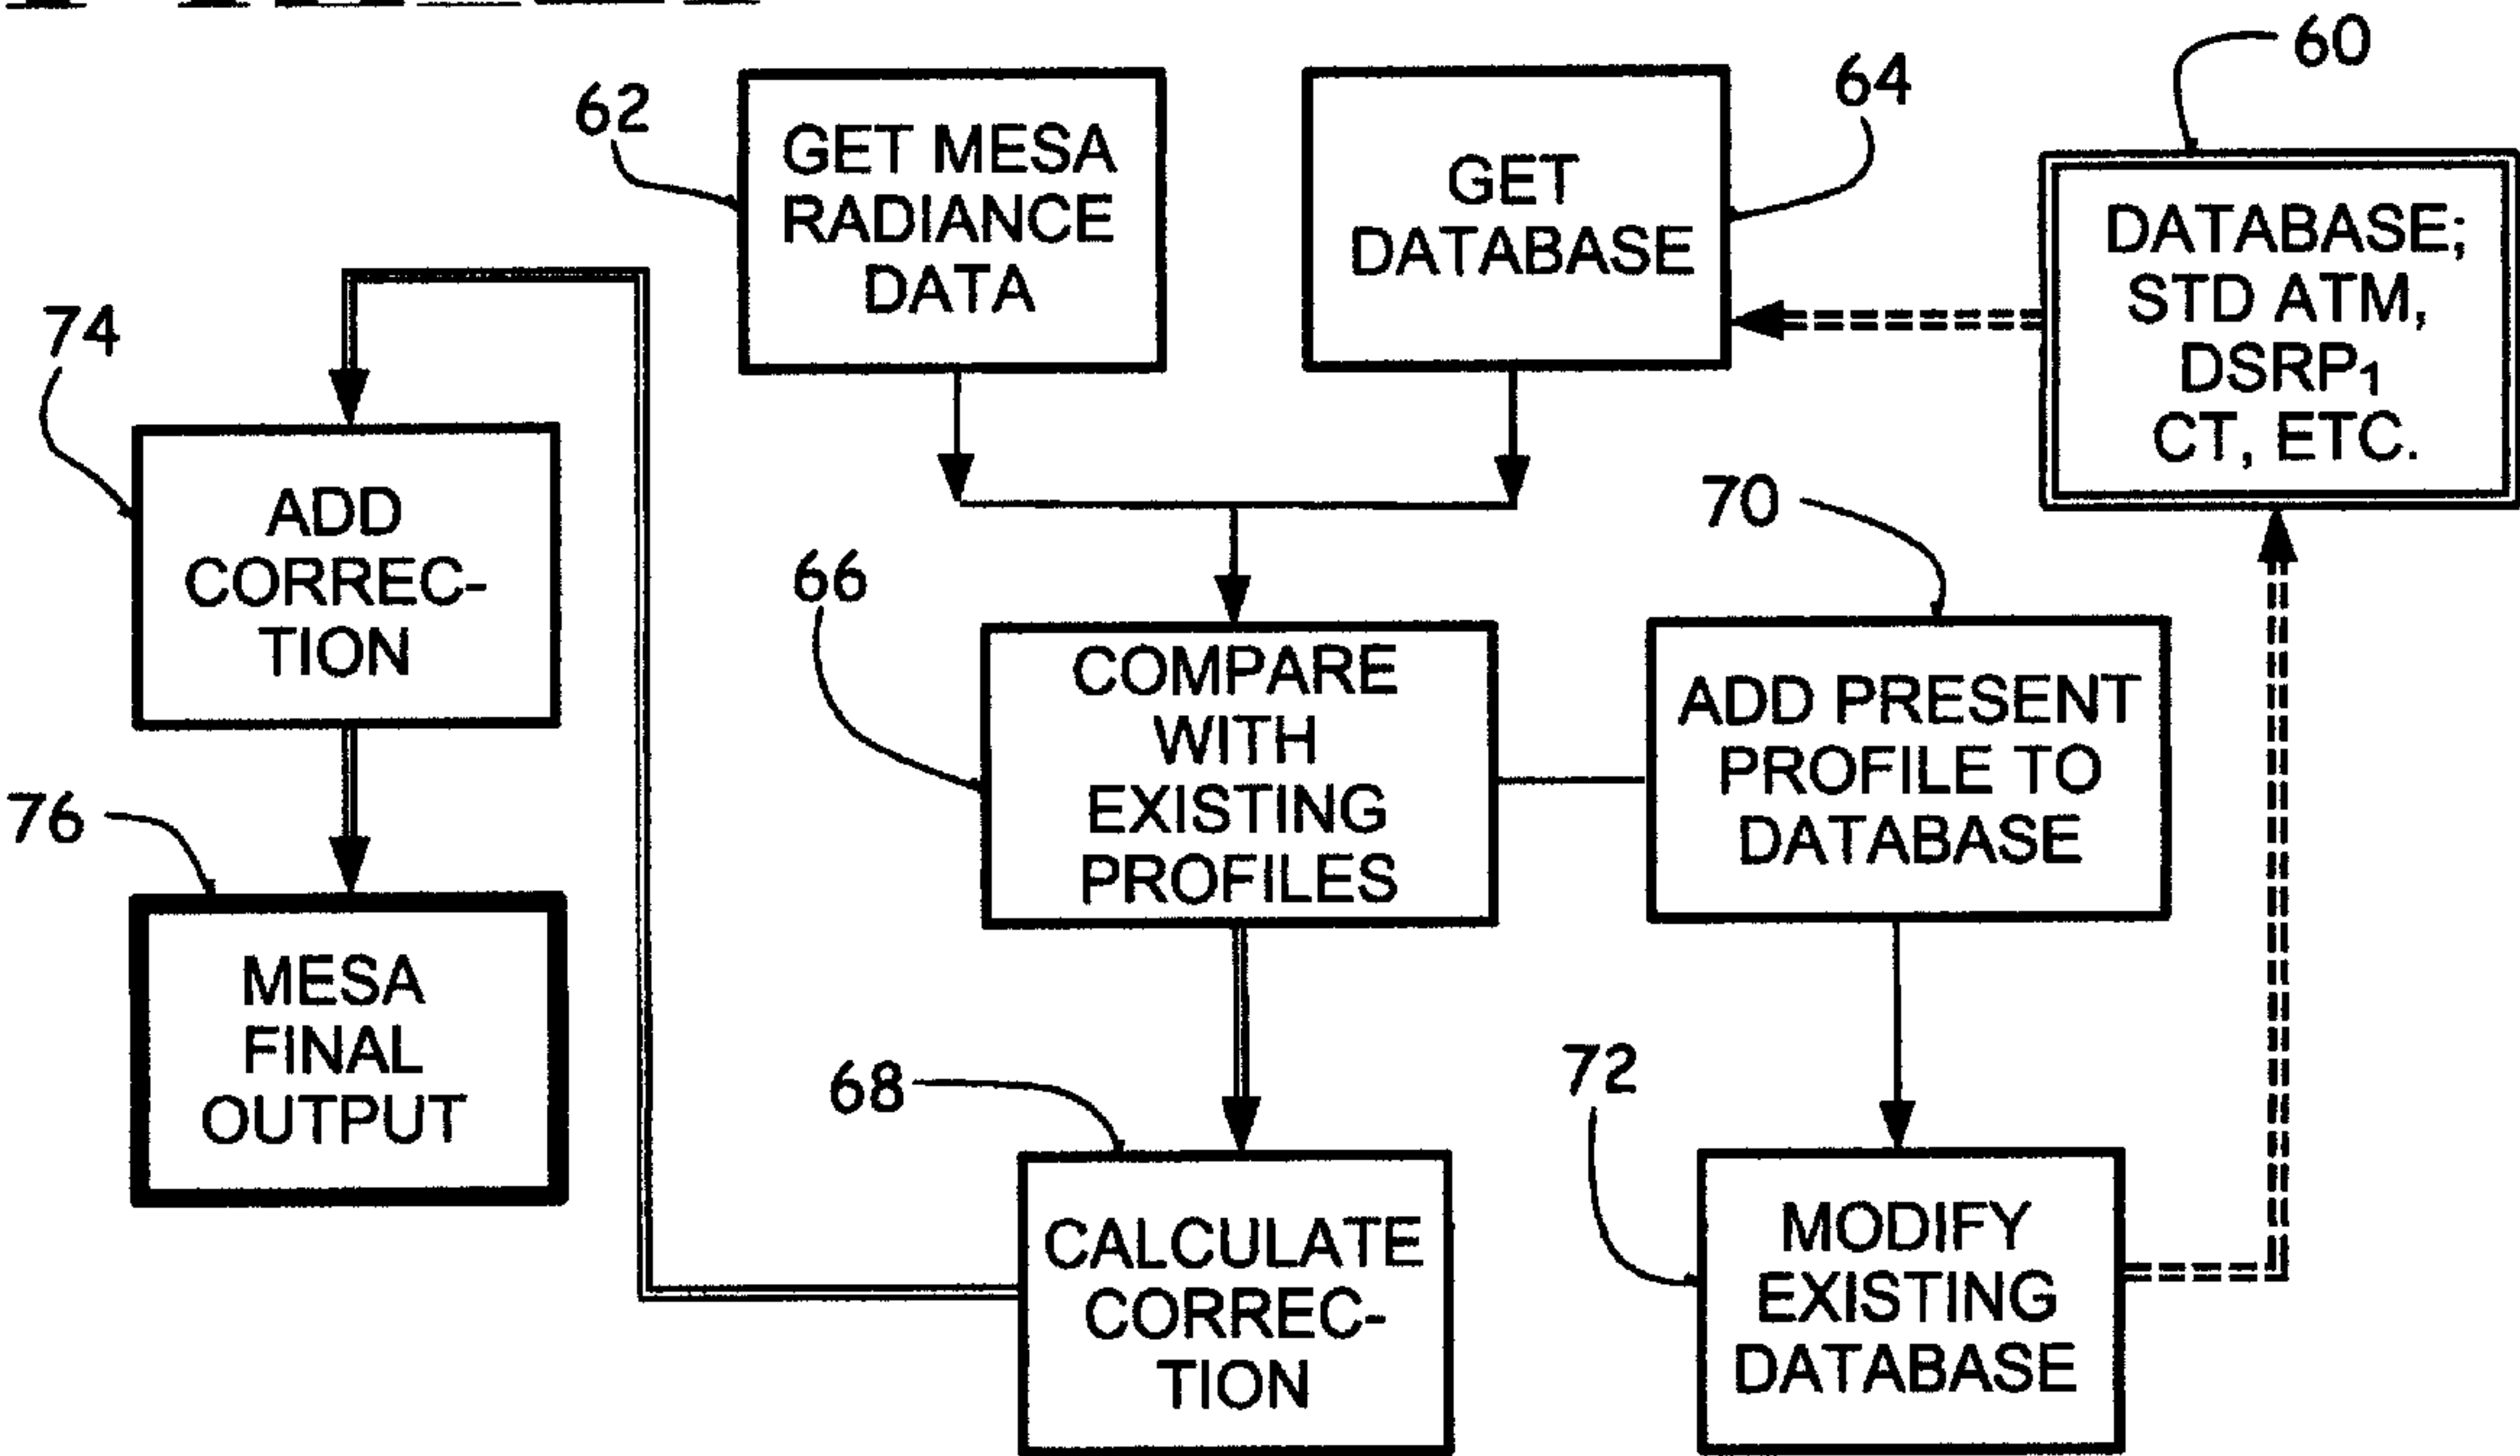 60
62
GET MESA
RADIANCE
DATA
GET
DATABASE
64
DATABASE;
STD ATM,
DSRP₁
CT, ETC.
74
ADD
CORREC-
TION
66
COMPARE
WITH
EXISTING
PROFILES
70
ADD PRESENT
PROFILE TO
DATABASE
76
MESA
FINAL
OUTPUT
68
CALCULATE
CORREC-
TION
72
MODIFY
EXISTING
DATABASE